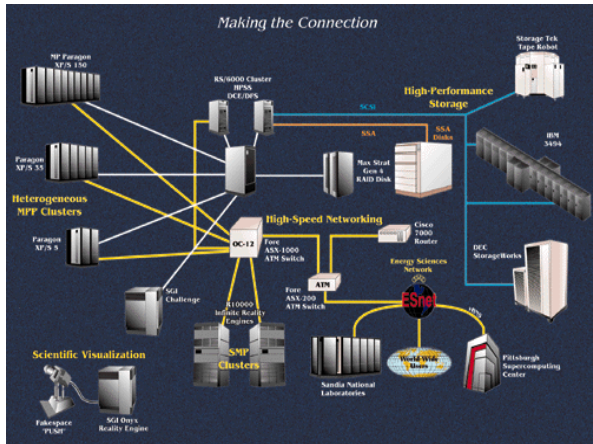 Making the Connection
MP Paragon
XP/S 150
RS/6000 Cluster
HPSS
DCE/DFS
Storage Tek
Tape Robot
High-Performance
Storage
SCSI
SSA
SSA
Disks
IBM
3494
Paragon
XP/S 35
Max Strat
Gen 4
RAID Disk
Heterogeneous
MPP Clusters
High-Speed Networking
OC-12
Fore
ASX-1000
ATM Switch
Cisco
7000
Router
Paragon
XP/S 5
Energy Sciences
Network
DEC
StorageWorks
ATM
ESnet
Fore
ASX-200
ATM Switch
SGI
Challenge
Infinite Reality
Engines
SMP
Clusters
Scientific Visualization
World-Wide
Users
Sandia National
Laboratories
Pittsburgh
Supercomputing
Center
Fakespace
"PUSH"
SGI Onyx
Reality Engine